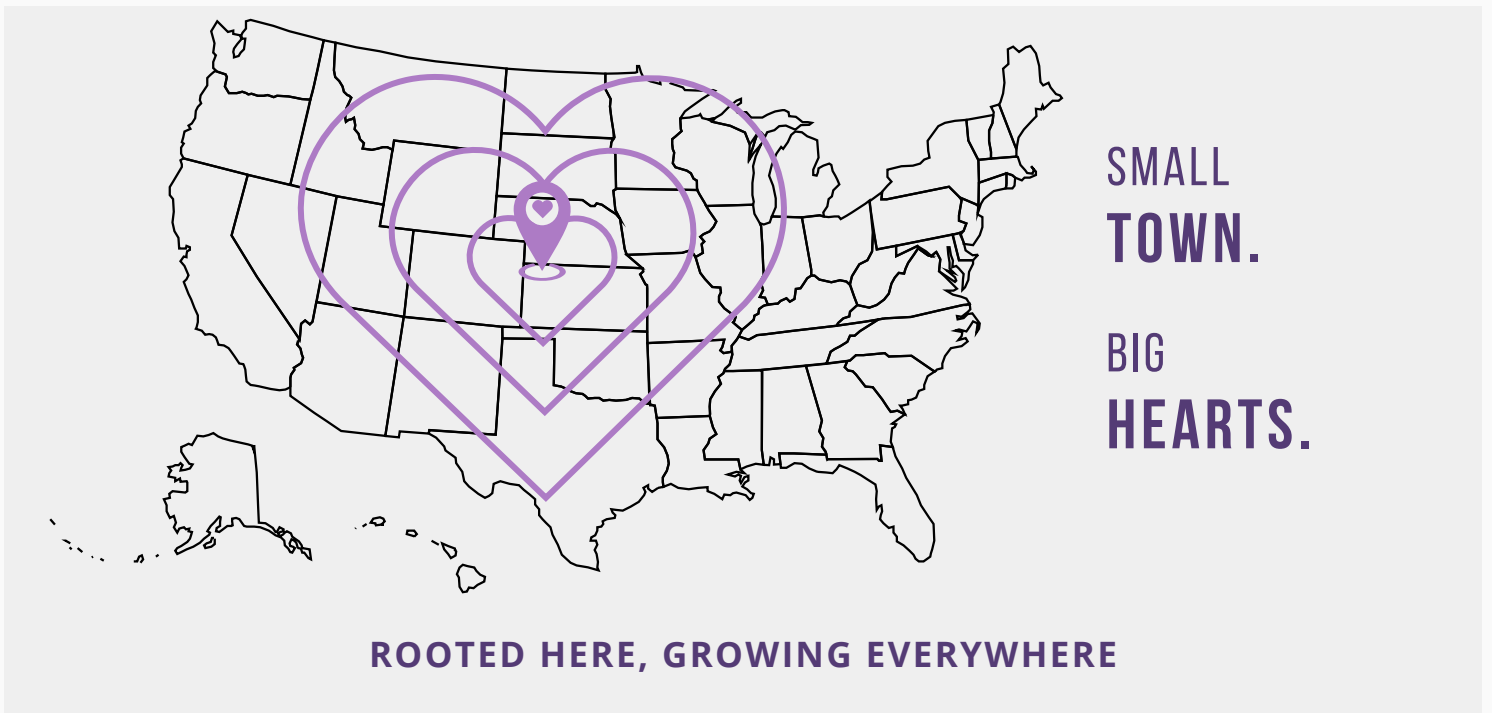 SMALL
TOWN.
BIG
HEARTS.
ROOTED HERE, GROWING EVERYWHERE